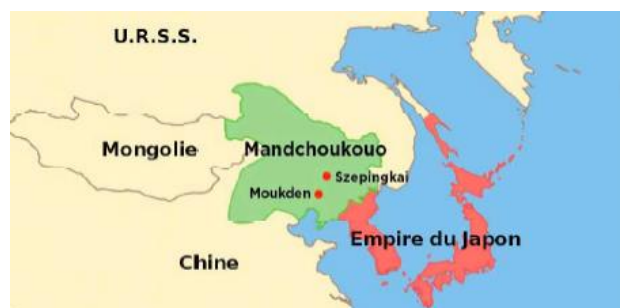 U.R.S.S.
Mongolie
Mandchoukouo
Szepingkai
Moukden
Empire du Japon
Chine